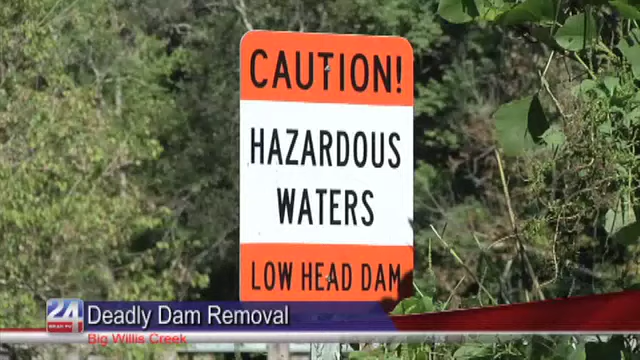 CAUTION!
HAZARDOUS
WATERS
LOW HEAD DAM
24
Deadly Dam Removal
Big Willis Creek